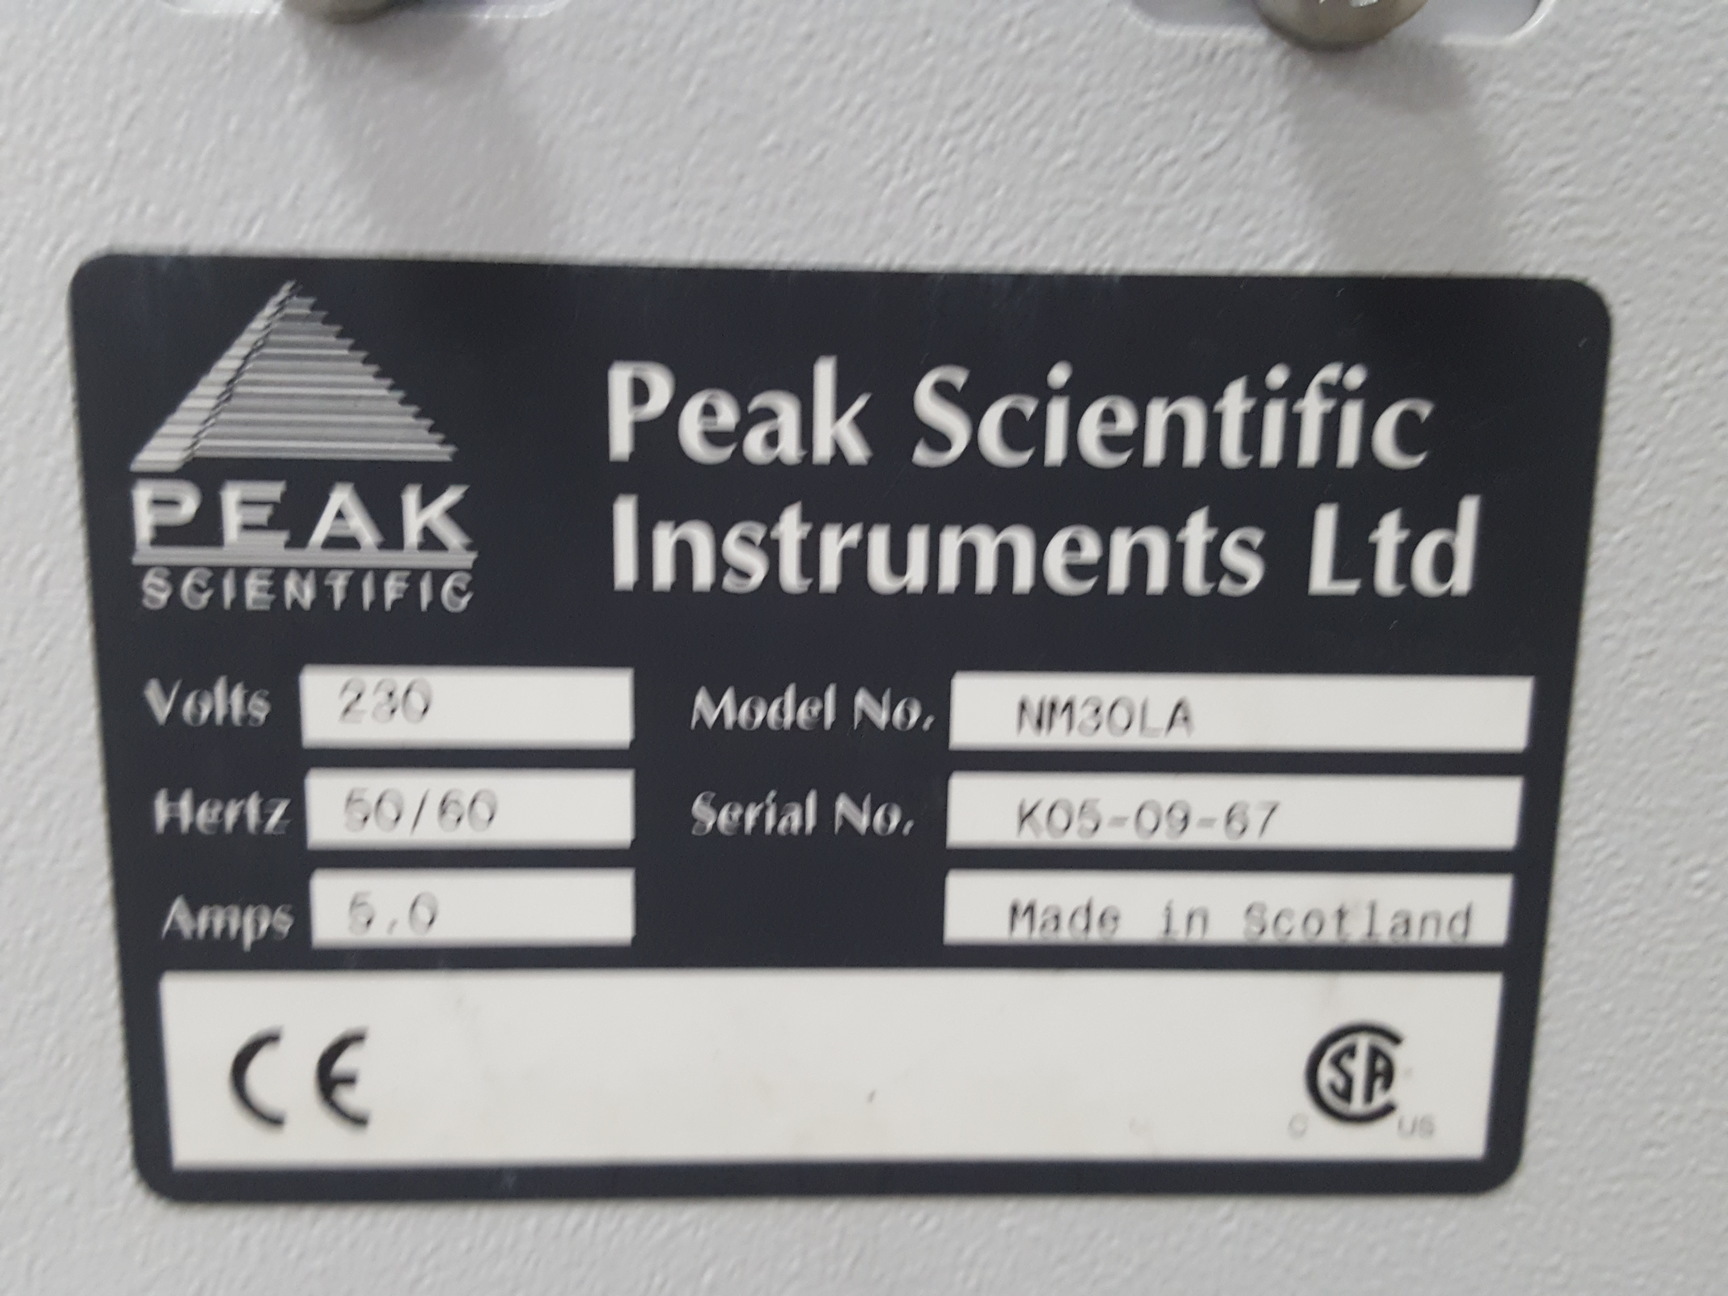 PEAK
SCIENTIFIC
Peak Scientific
Instruments Ltd
Volts 230
Model No. NM30LA
Hertz 50/60
Serial No. K05-09-67
Amps 5.0
Made in Scotland
CE
C SA US